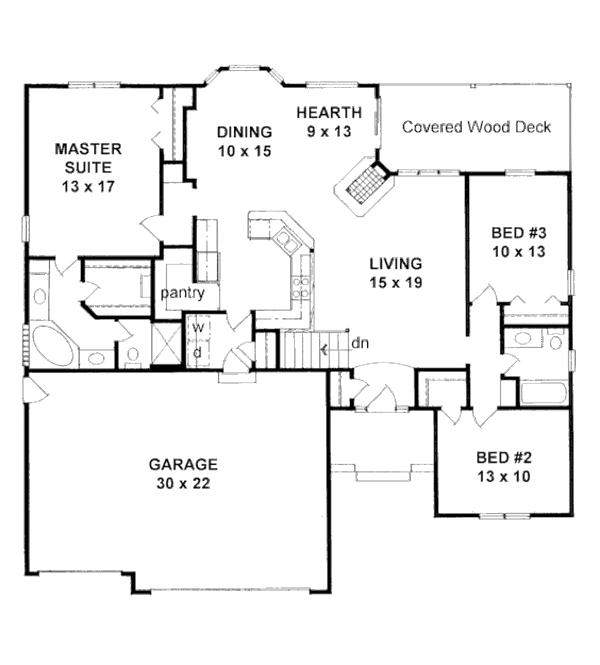 MASTER
SUITE
13 x 17
DINING
10 x 15
HEARTH
9 x 13
Covered Wood Deck
BED #3
10 x 13
LIVING
15 x 19
pantry
w
d
dn
GARAGE
30 x 22
BED #2
13 x 10